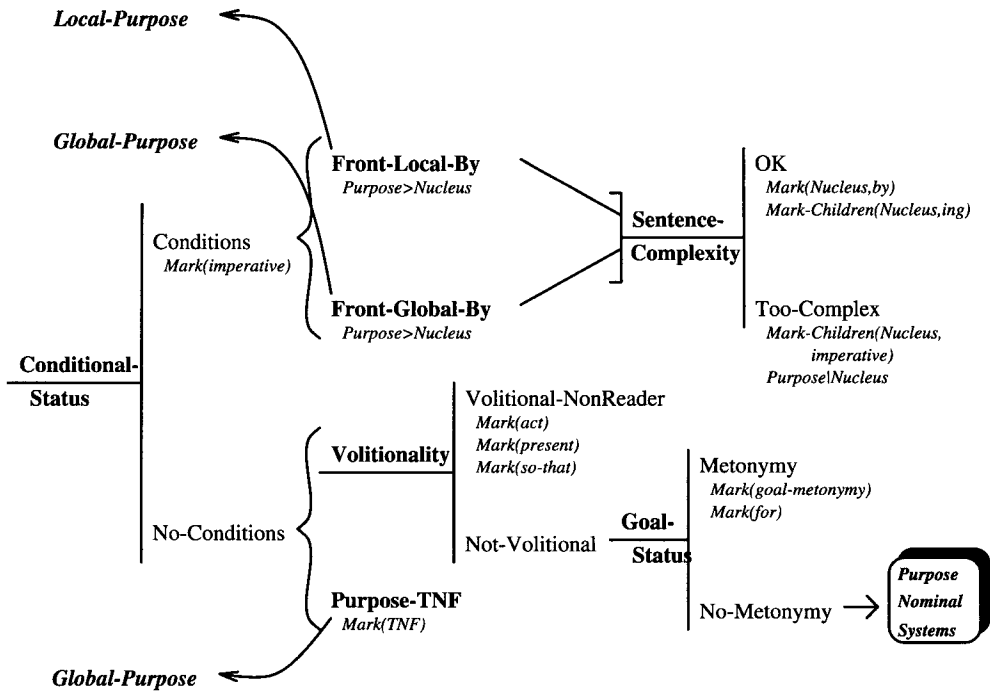 Local-Purpose
Global-Purpose
Front-Local-By
Purpose>Nucleus
OK
Mark(Nucleus,by)
Mark-Children(Nucleus,ing)
Sentence-
Complexity
Conditions
Mark(imperative)
Front-Global-By
Purpose>Nucleus
Too-Complex
Mark-Children(Nucleus,
imperative)
Purpose|Nucleus
Conditional-
Status
Volitionality
Volitional-NonReader
Mark(act)
Mark(present)
Mark(so-that)
Metonymy
Mark(goal-metonymy)
Mark(for)
No-Conditions
Not-Volitional
Goal-
Status
Purpose-TNF
Mark(TNF)
No-Metonymy
Purpose
Nominal
Systems
Global-Purpose